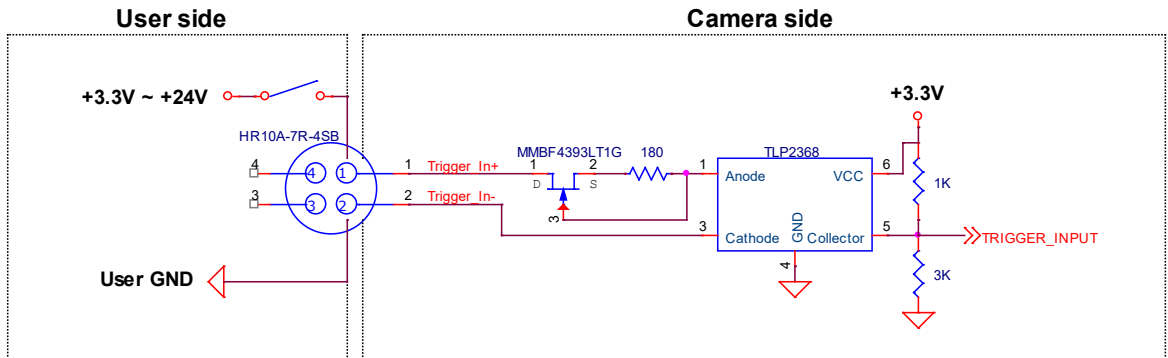 User side
Camera side
+3.3V ~ +24V
+3.3V
HR10A-7R-4SB
MMBF4393LT1G
180
TLP2368
4
4
1
1
Trigger_In+
1
D
2
S
1
Anode
VCC
6
1K
3
3
2
2
Trigger_In-
3
3
Cathode
GND
Collector
5
TRIGGER_INPUT
4
3K
User GND